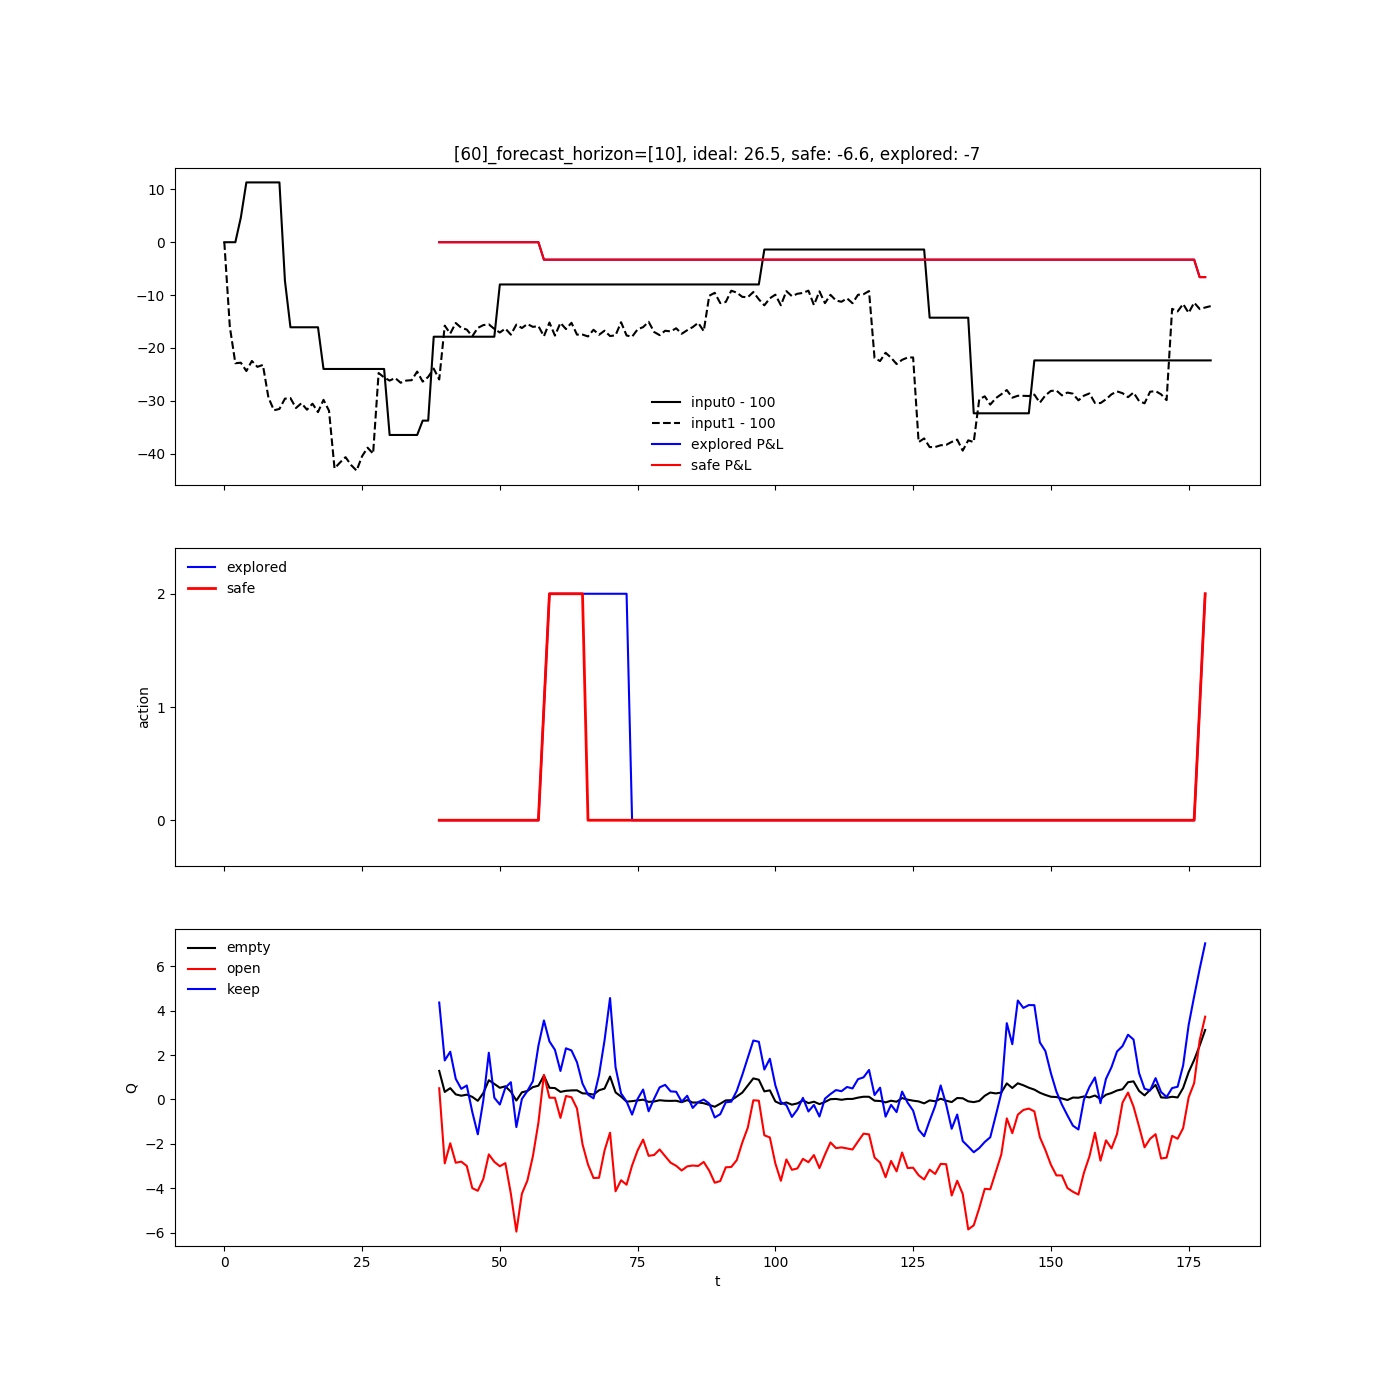 [60]_forecast_horizon=[10], ideal: 26.5, safe: -6.6, explored: -7
10
0
−10
−20
−30
−40
input0 - 100
input1 - 100
explored P&L
safe P&L
explored
safe
2
1
0
action
empty
open
keep
6
4
2
0
−2
−4
−6
Q
0 25 50 75 100 125 150 175
t